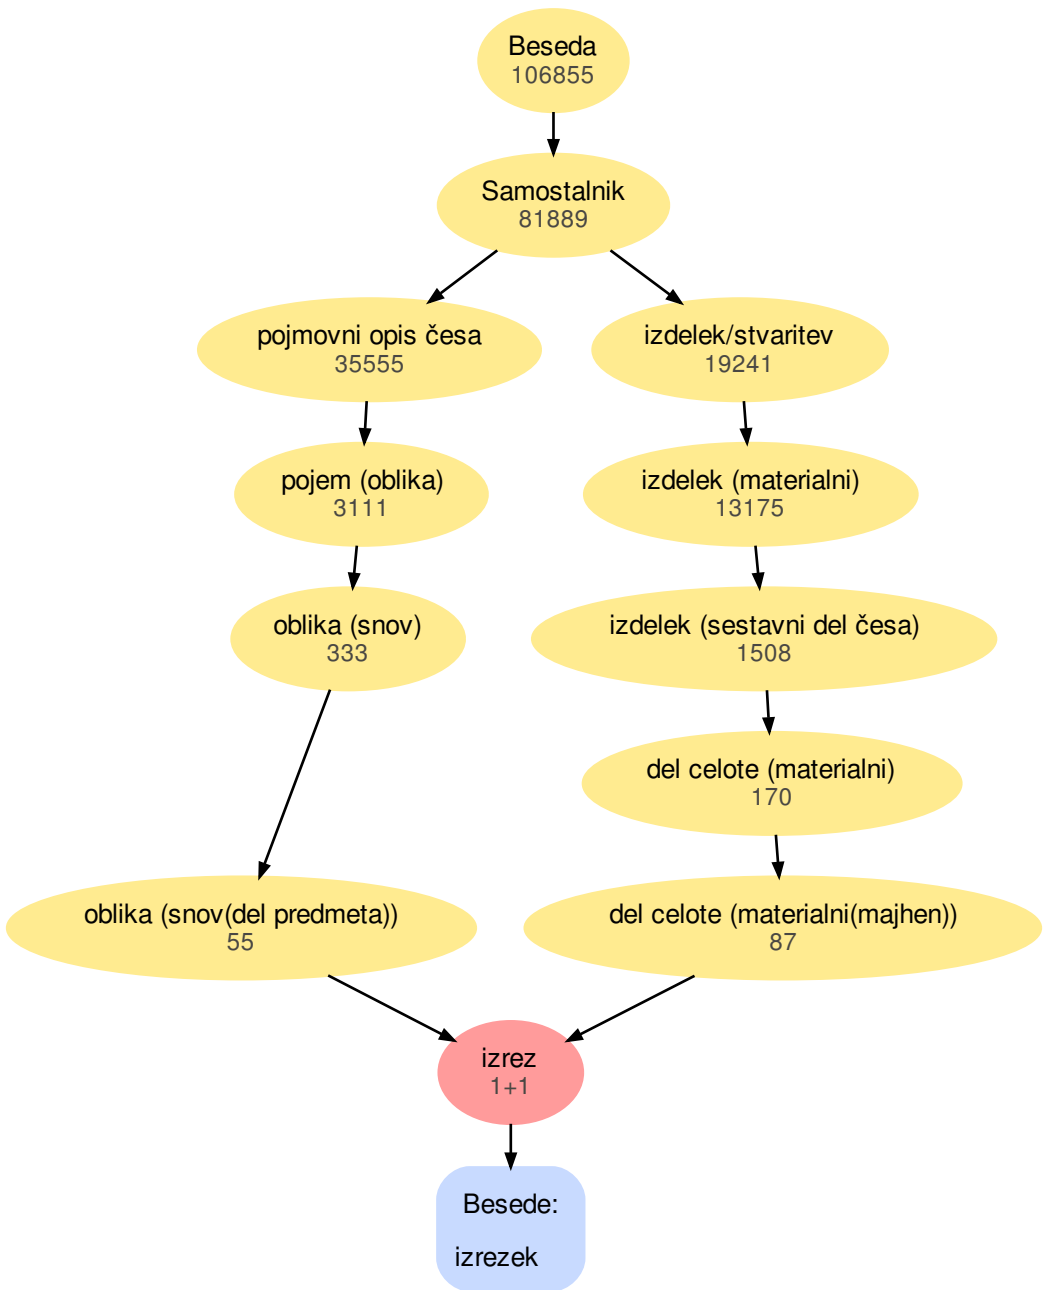 Beseda
106855
Samostalnik
81889
pojmovni opis česa
35555
izdelek/stvaritev
19241
pojem (oblika)
3111
izdelek (materialni)
13175
oblika (snov)
333
izdelek (sestavni del česa)
1508
del celote (materialni)
170
oblika (snov(del predmeta))
55
del celote (materialni(majhen))
87
izrez
1+1
Besede:
izrezek